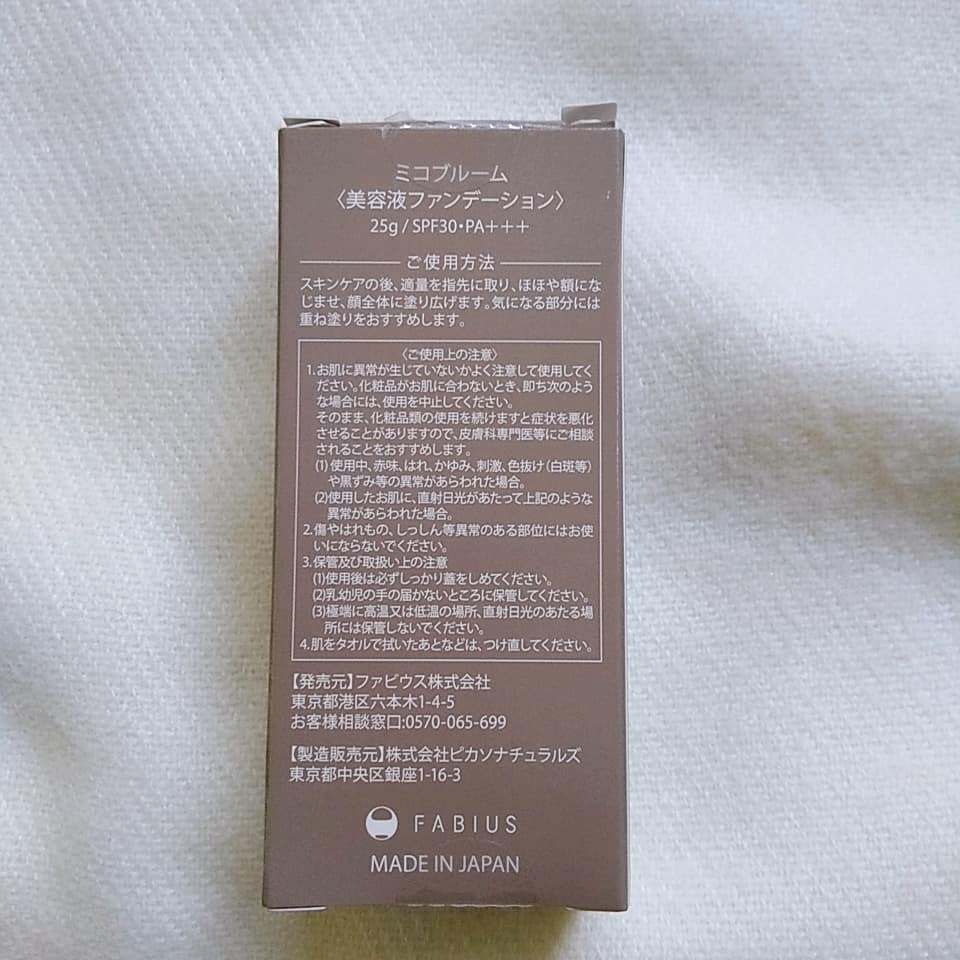 ミコブルーム
〈美容液ファンデーション〉
25g / SPF30・PA+++
ご使用方法
スキンケアの後、適量を指先に取り、ほほや額にな
じませ、顔全体に塗り広げます。気になる部分には
重ね塗りをおすすめします。
〈ご使用上の注意〉
1.お肌に異常が生じていないかよく注意して使用してく
ださい。化粧品がお肌に合わないとき、即ち次のよう
な場合には、使用を中止してください。
そのまま、化粧品類の使用を続けますと症状を悪化
させることがありますので、皮膚科専門医等にご相談
されることをおすすめします。
(1)使用中、赤味、はれ、かゆみ、刺激、色抜け(白斑等)
や黒ずみ等の異常があらわれた場合。
(2)使用したお肌に、直射日光があたって上記のような
異常があらわれた場合。
2.傷やはれもの、しっしん等異常のある部位にはお使
いにならないでください。
3.保管及び取扱い上の注意
(1)使用後は必ずしっかり蓋をしめてください。
(2)乳幼児の手の届かないところに保管してください。
(3)極端に高温又は低温の場所、直射日光のあたる場
所には保管しないでください。
4.肌をタオルで拭いたあとなどは、つけ直してください。
【発売元】ファビウス株式会社
東京都港区六本木1-4-5
お客様相談窓口:0570-065-699
【製造販売元】株式会社ピカソナチュラルズ
東京都中央区銀座1-16-3
FABIUS
MADE IN JAPAN